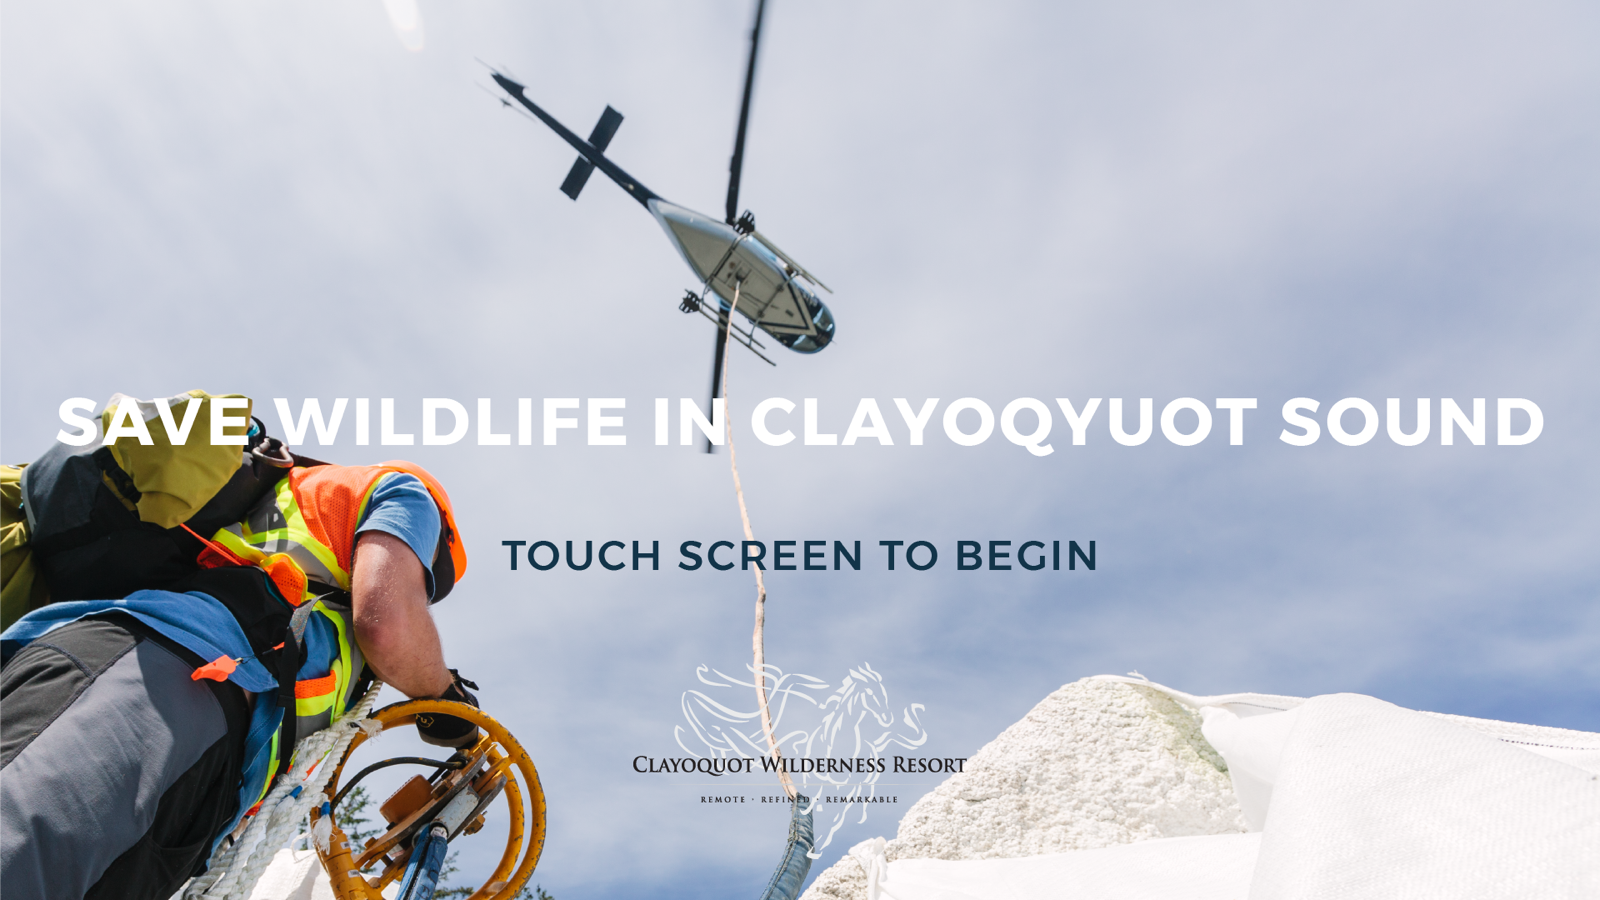 SAVE WILDLIFE IN CLAYOQYUOT SOUND
TOUCH SCREEN TO BEGIN
CLAYOQUOT WILDERNESS RESORT
REMOTE · REFINED · REMARKABLE